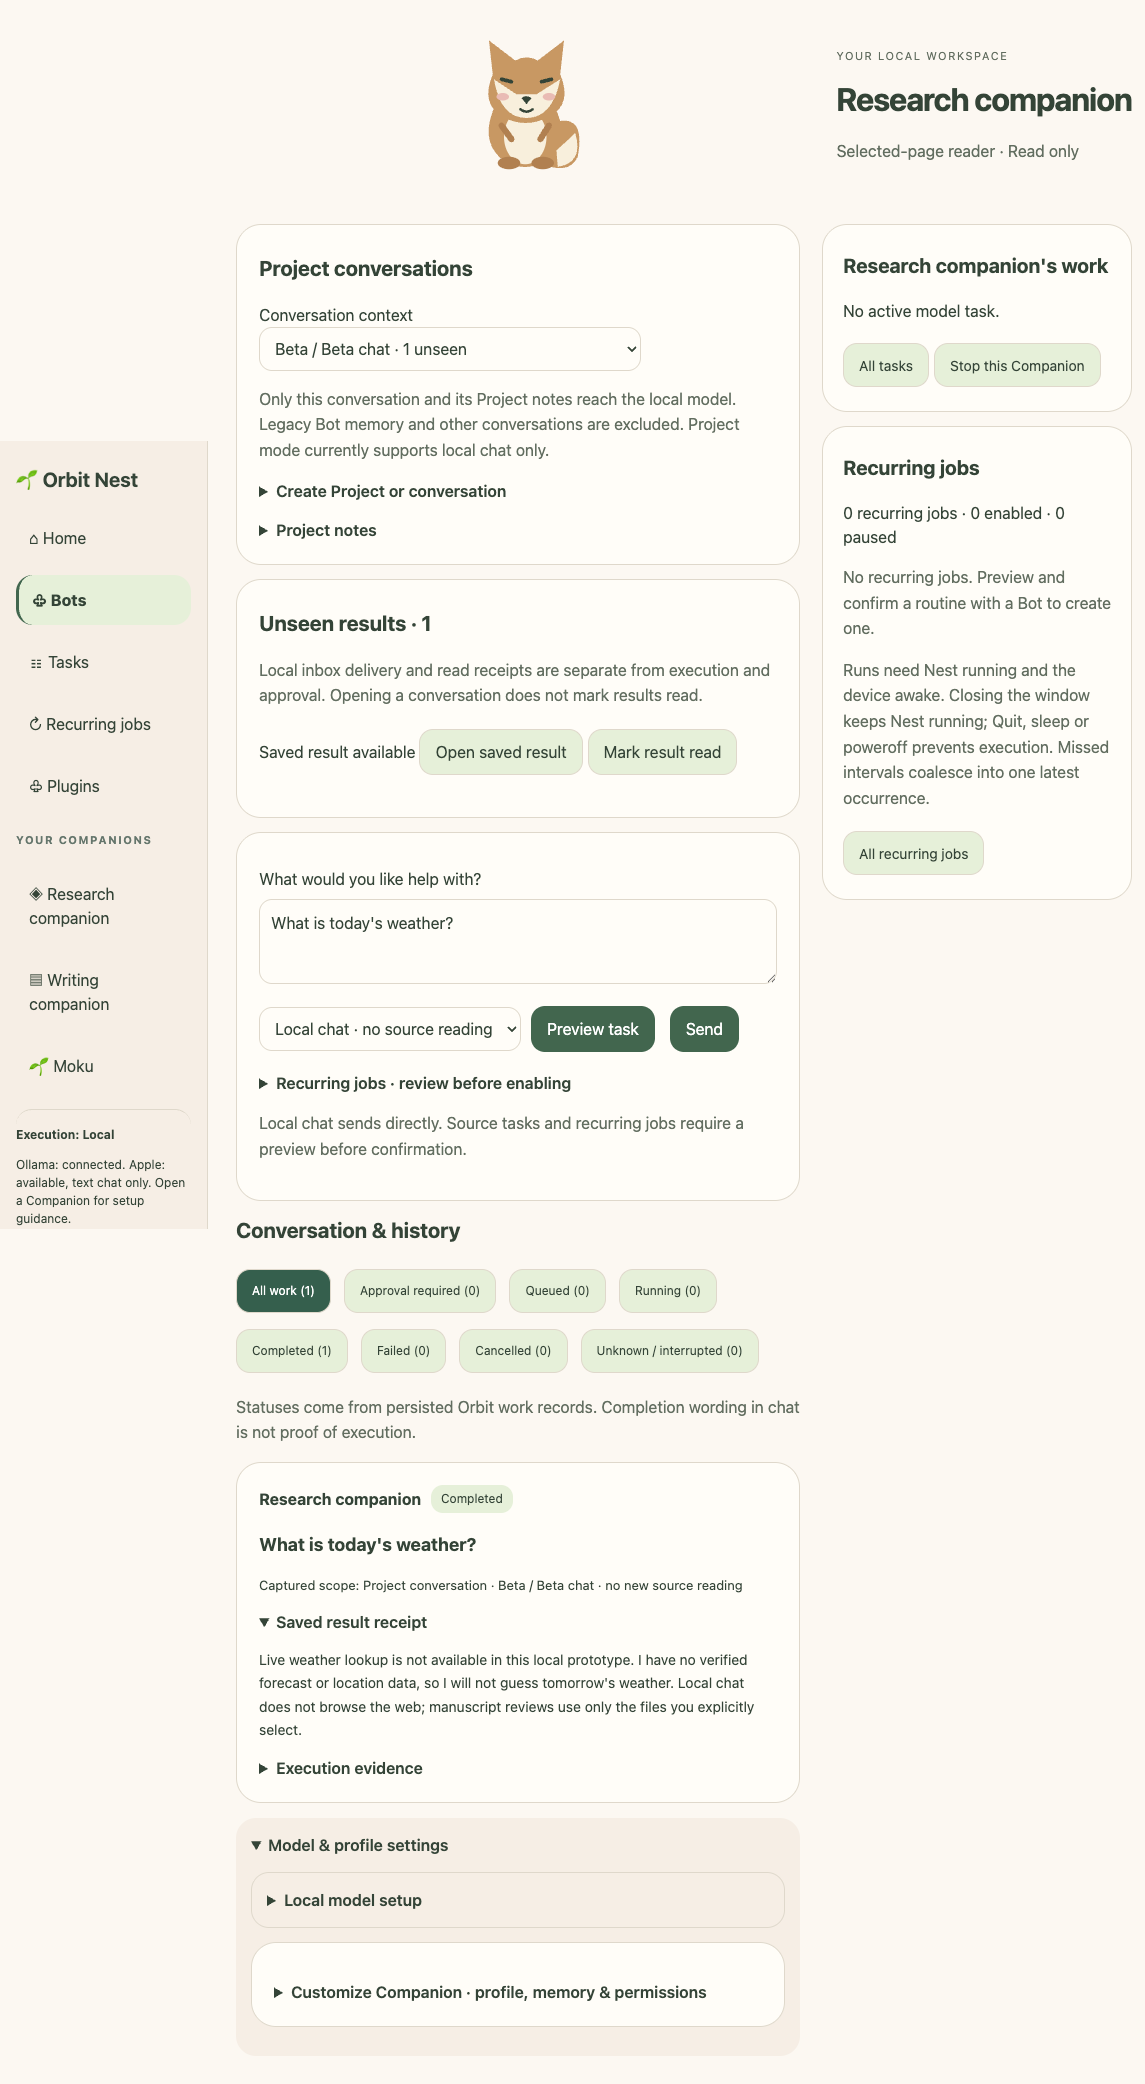 YOUR LOCAL WORKSPACE
Research companion
Selected-page reader · Read only
🌱 Orbit Nest
⌂ Home
Bots
Tasks
↻ Recurring jobs
Plugins
YOUR COMPANIONS
◈ Research
companion
▤ Writing
companion
🌱 Moku
Execution: Local
Ollama: connected. Apple:
available, text chat only. Open
a Companion for setup
guidance.
Project conversations
Conversation context
Beta / Beta chat · 1 unseen
Only this conversation and its Project notes reach the local model.
Legacy Bot memory and other conversations are excluded. Project
mode currently supports local chat only.
▶ Create Project or conversation
▶ Project notes
Unseen results · 1
Local inbox delivery and read receipts are separate from execution and
approval. Opening a conversation does not mark results read.
Saved result available Open saved result Mark result read
What would you like help with?
What is today's weather?
Local chat · no source reading Preview task Send
▶ Recurring jobs · review before enabling
Local chat sends directly. Source tasks and recurring jobs require a
preview before confirmation.
Conversation & history
All work (1) Approval required (0) Queued (0) Running (0)
Completed (1) Failed (0) Cancelled (0) Unknown / interrupted (0)
Statuses come from persisted Orbit work records. Completion wording in chat
is not proof of execution.
Research companion Completed
What is today's weather?
Captured scope: Project conversation · Beta / Beta chat · no new source reading
▼ Saved result receipt
Live weather lookup is not available in this local prototype. I have no verified
forecast or location data, so I will not guess tomorrow's weather. Local chat
does not browse the web; manuscript reviews use only the files you explicitly
select.
▶ Execution evidence
▼ Model & profile settings
▶ Local model setup
▶ Customize Companion · profile, memory & permissions
Research companion's work
No active model task.
All tasks Stop this Companion
Recurring jobs
0 recurring jobs · 0 enabled · 0
paused
No recurring jobs. Preview and
confirm a routine with a Bot to create
one.
Runs need Nest running and the
device awake. Closing the window
keeps Nest running; Quit, sleep or
poweroff prevents execution. Missed
intervals coalesce into one latest
occurrence.
All recurring jobs